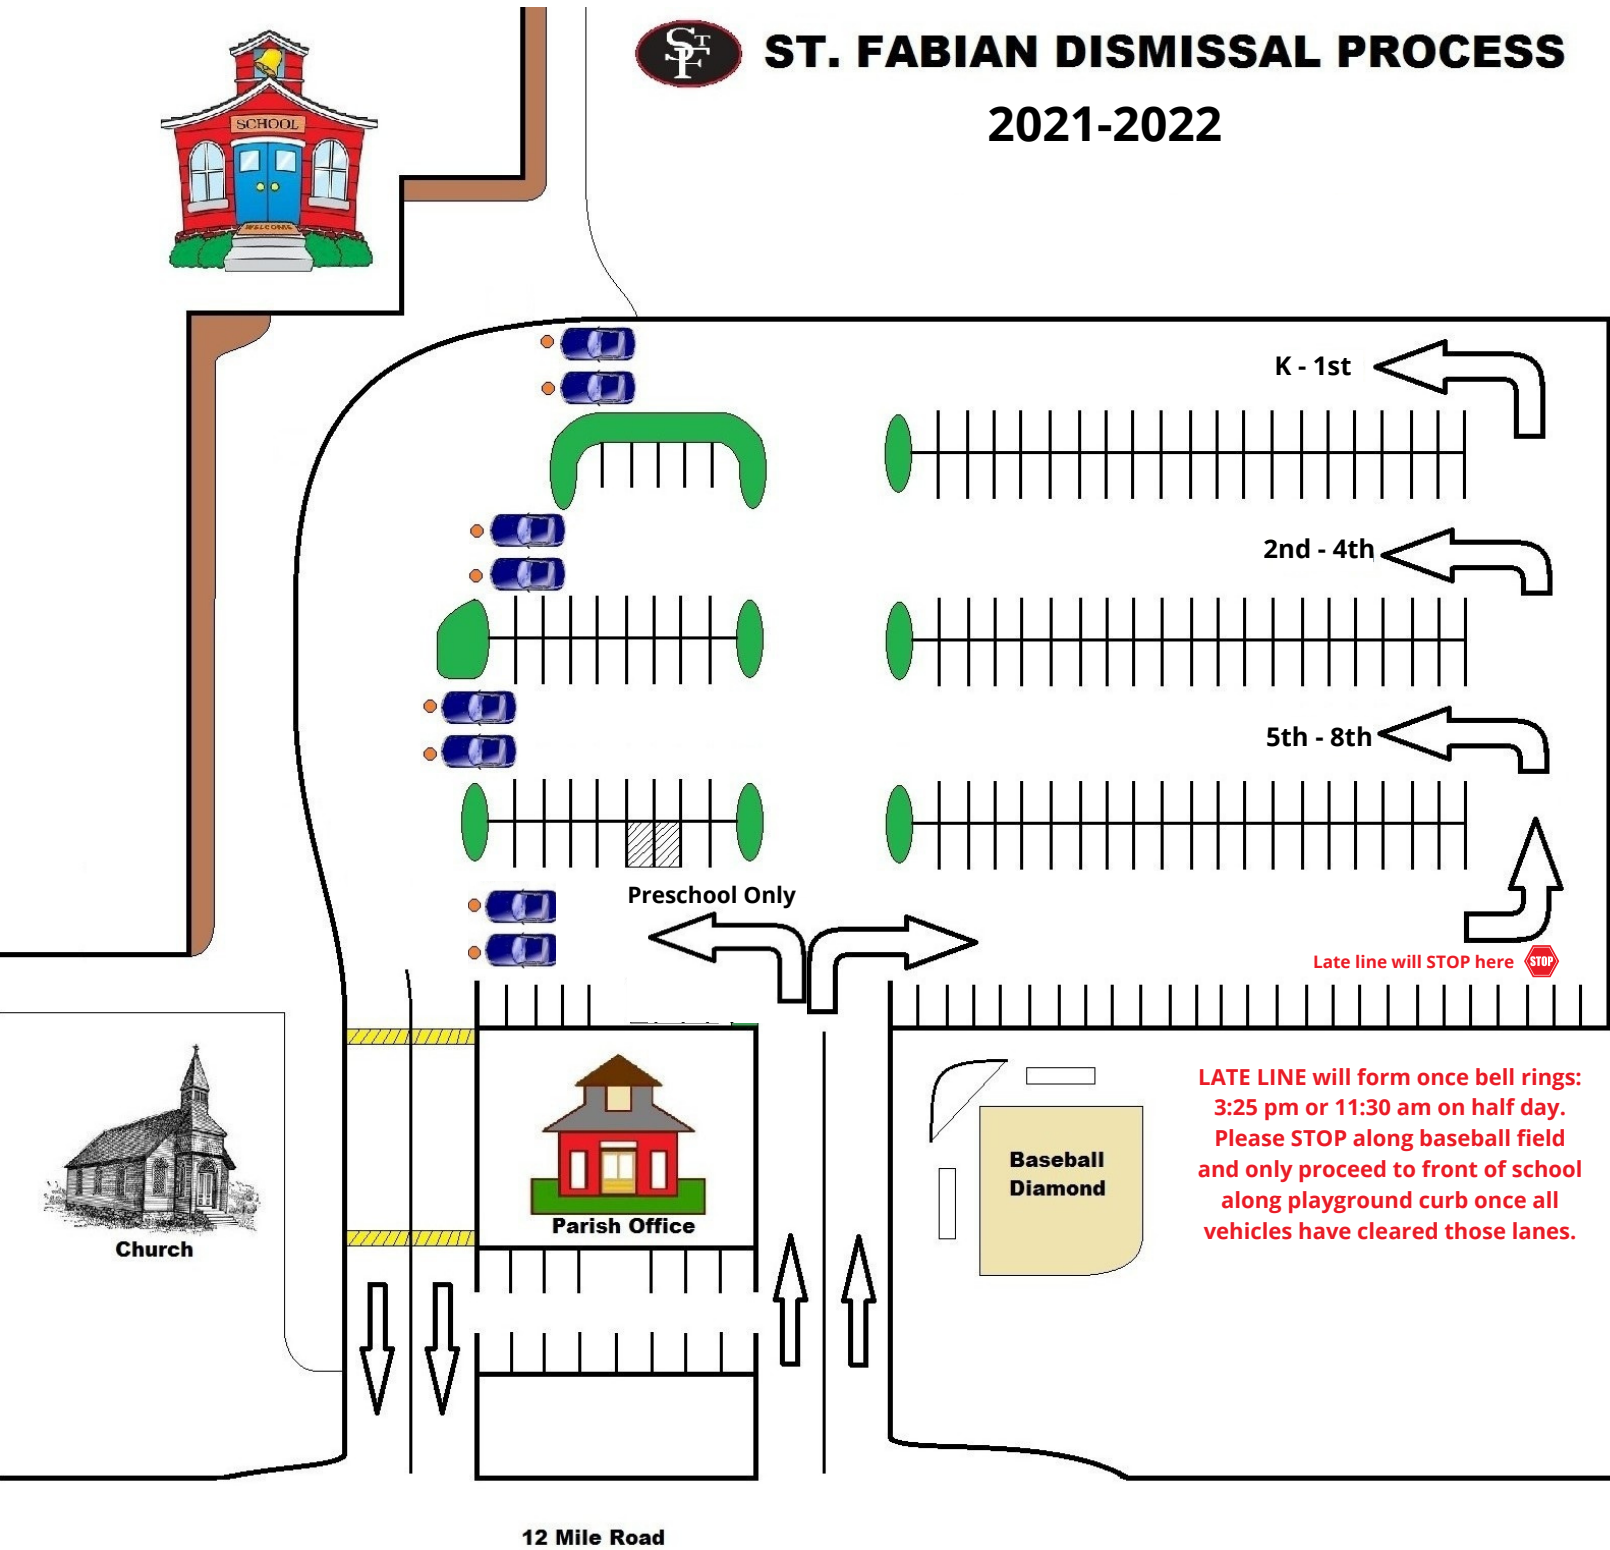 ST. FABIAN DISMISSAL PROCESS
2021-2022
SCHOOL
WELCOME
K - 1st
2nd - 4th
5th - 8th
Preschool Only
Late line will STOP here
STOP
LATE LINE will form once bell rings:
3:25 pm or 11:30 am on half day.
Please STOP along baseball field
and only proceed to front of school
along playground curb once all
vehicles have cleared those lanes.
Baseball
Diamond
Parish Office
Church
12 Mile Road